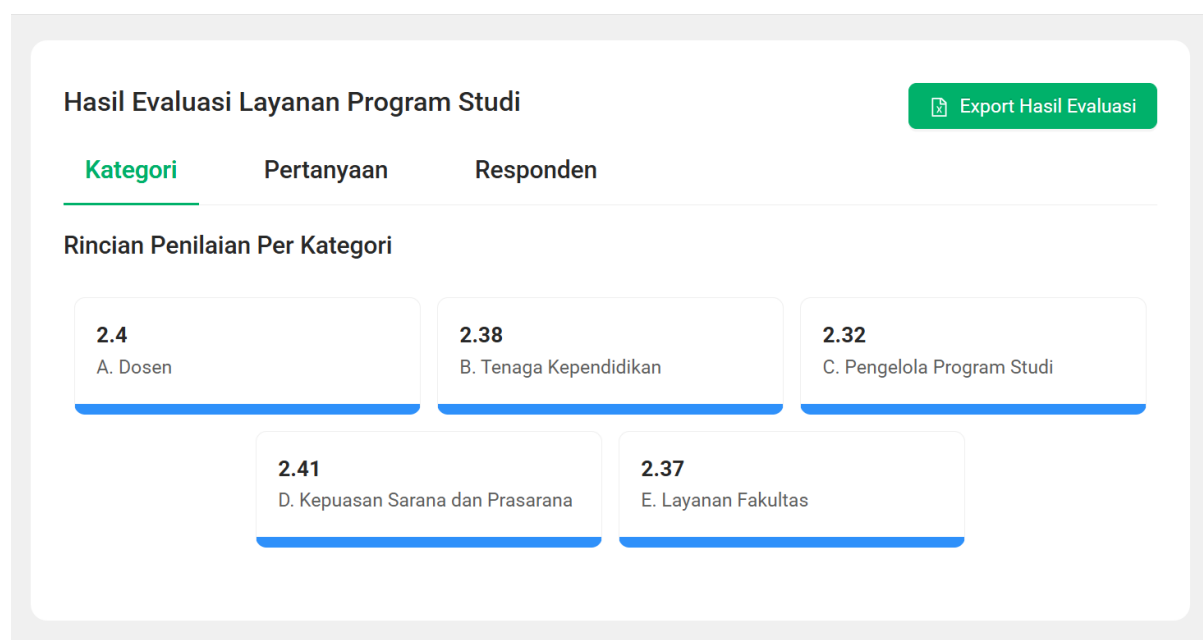 Hasil Evaluasi Layanan Program Studi
Export Hasil Evaluasi
Kategori
Pertanyaan
Responden
Rincian Penilaian Per Kategori
2.4
A. Dosen
2.38
B. Tenaga Kependidikan
2.32
C. Pengelola Program Studi
2.41
D. Kepuasan Sarana dan Prasarana
2.37
E. Layanan Fakultas